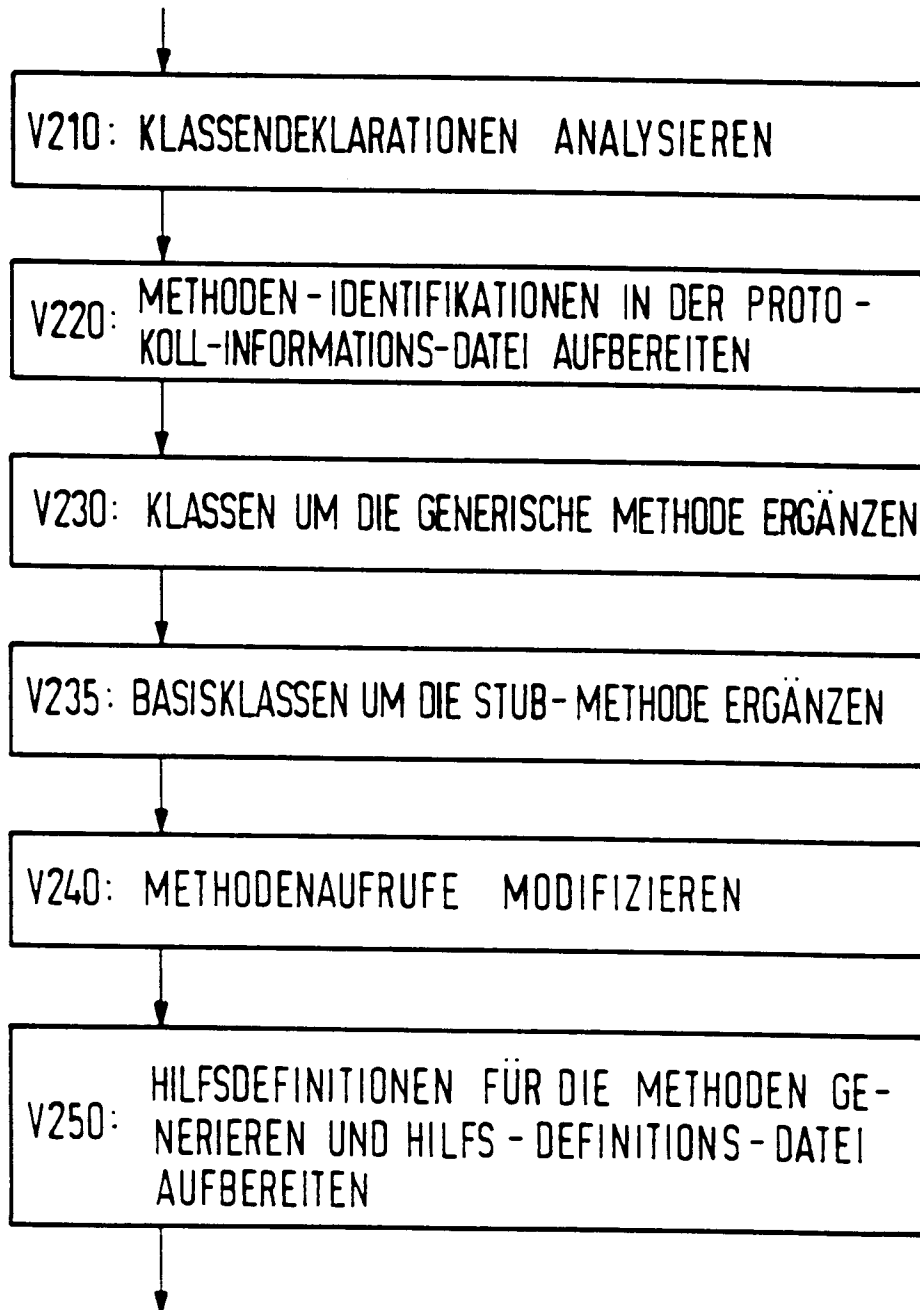 V210: KLASSENDEKLARATIONEN ANALYSIEREN
V220: METHODEN-IDENTIFIKATIONEN IN DER PROTO-
KOLL-INFORMATIONS-DATEI AUFBEREITEN
V230: KLASSEN UM DIE GENERISCHE METHODE ERGÄNZEN
V235: BASISKLASSEN UM DIE STUB-METHODE ERGÄNZEN
V240: METHODENAUFRUFE MODIFIZIEREN
V250: HILFSDEFINITIONEN FÜR DIE METHODEN GE-
NERIEREN UND HILFS-DEFINITIONS-DATEI
AUFBEREITEN